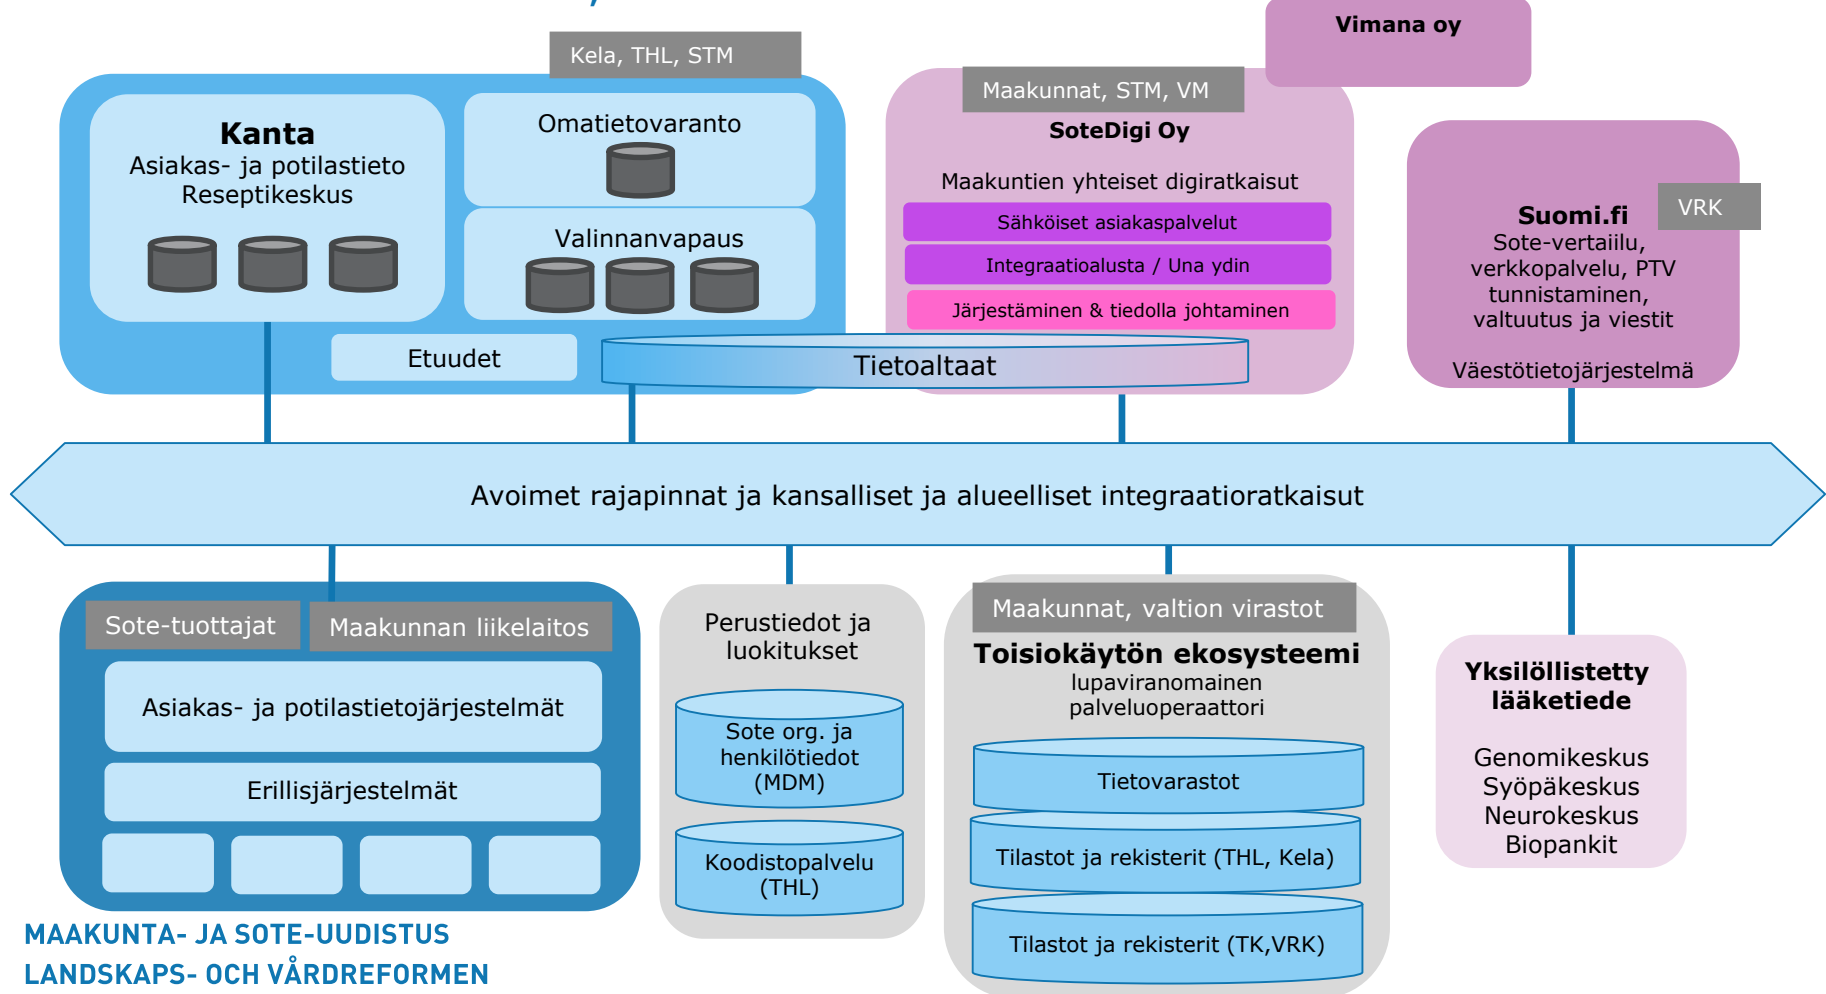 Vimana oy
Kela, THL, STM
Kanta
Asiakas- ja potilastieto
Reseptikeskus
Omatietovaranto
Valinnanvapaus
Etuudet
Tietoaltaat
Maakunnat, STM, VM
SoteDigi Oy
Maakuntien yhteiset digiratkaisut
Sähköiset asiakaspalvelut
Integraatioalusta / Una ydin
Järjestäminen & tiedolla johtaminen
VRK
Suomi.fi
Sote-vertaiilu,
verkkopalvelu, PTV
tunnistaminen,
valtuutus ja viestit
Väestötietojärjestelmä
Avoimet rajapinnat ja kansalliset ja alueelliset integraatioratkaisut
Sote-tuottajat
Maakunnan liikelaitos
Asiakas- ja potilastietojärjestelmät
Erillisjärjestelmät
Perustiedot ja
luokitukset
Sote org. ja
henkilötiedot
(MDM)
Koodistopalvelu
(THL)
Maakunnat, valtion virastot
Toisiokäytön ekosysteemi
lupaviranomainen
palveluoperaattori
Tietovarastot
Tilastot ja rekisterit (THL, Kela)
Tilastot ja rekisterit (TK,VRK)
Yksilöllistetty
lääketiede
Genomikeskus
Syöpäkeskus
Neurokeskus
Biopankit
MAAKUNTA- JA SOTE-UUDISTUS
LANDSKAPS- OCH VÅRDREFORMEN